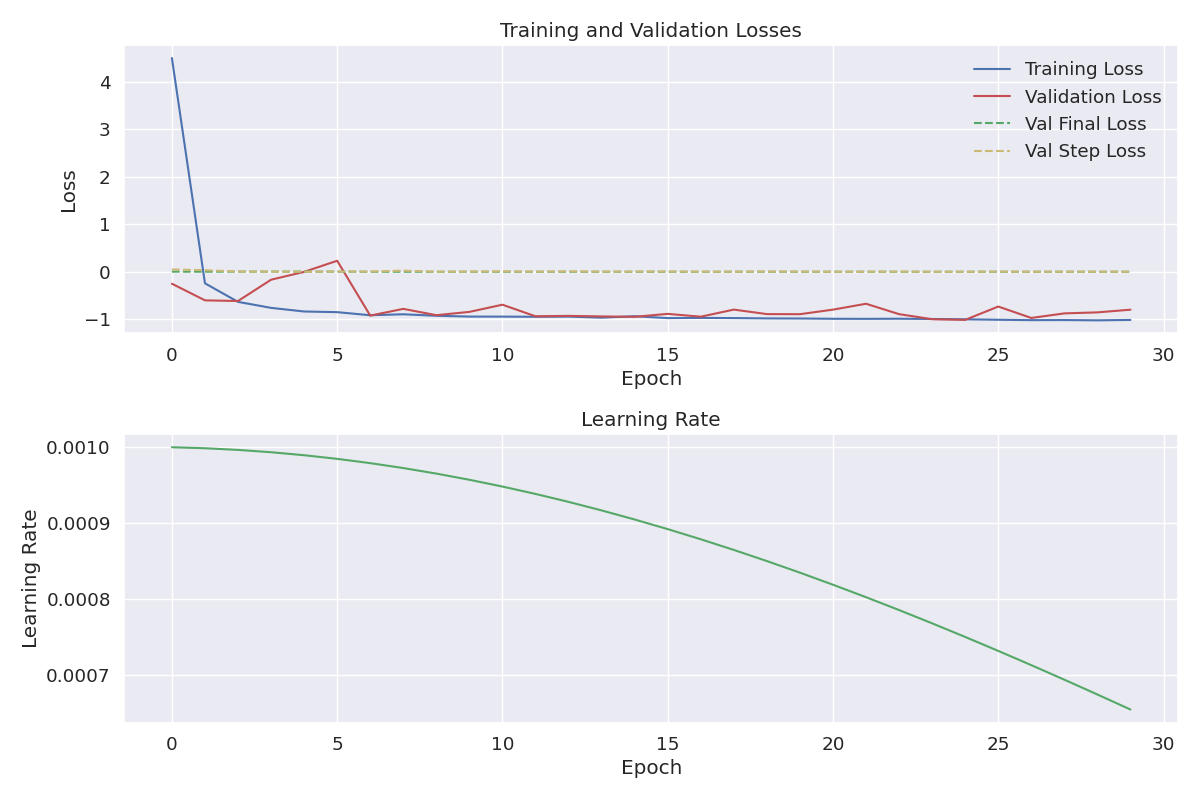 Training and Validation Losses
Loss
4
3
2
1
0
−1
Training Loss
Validation Loss
Val Final Loss
Val Step Loss
0 5 10 15 20 25 30
Epoch
Learning Rate
Learning Rate
0.0010
0.0009
0.0008
0.0007
0 5 10 15 20 25 30
Epoch